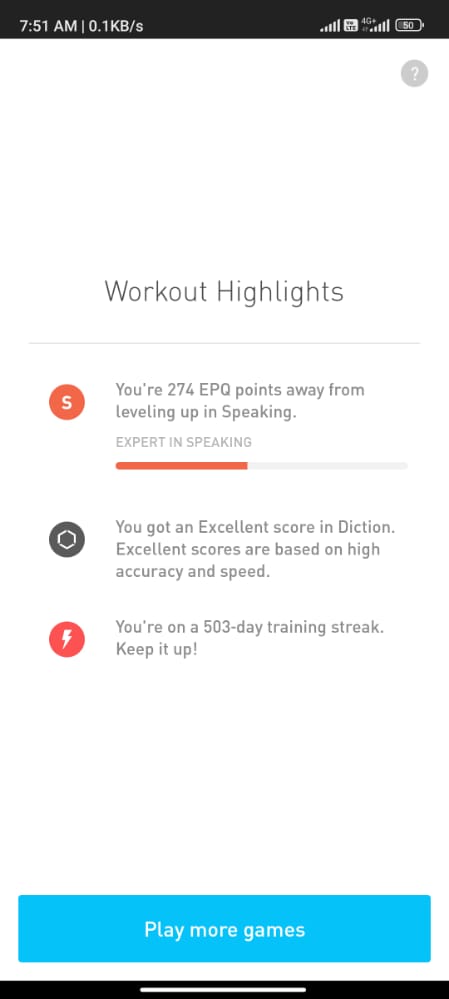 7:51 AM | 0.1KB/s
Vo
LTE
4G+
50
?
Workout Highlights
S
You're 274 EPQ points away from
leveling up in Speaking.
EXPERT IN SPEAKING
You got an Excellent score in Diction.
Excellent scores are based on high
accuracy and speed.
You're on a 503-day training streak.
Keep it up!
Play more games